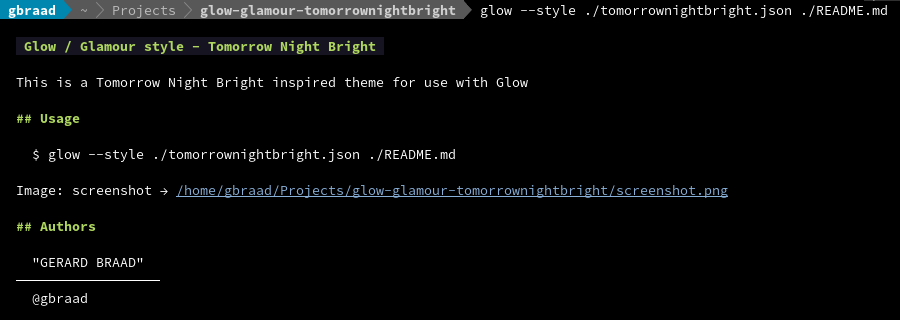 gbraad ~ Projects glow-glamour-tomorrownightbright glow --style ./tomorrownightbright.json ./README.md
Glow / Glamour style - Tomorrow Night Bright
This is a Tomorrow Night Bright inspired theme for use with Glow
## Usage
$ glow --style ./tomorrownightbright.json ./README.md
Image: screenshot → /home/gbraad/Projects/glow-glamour-tomorrownightbright/screenshot.png
## Authors
"GERARD BRAAD"
@gbraad